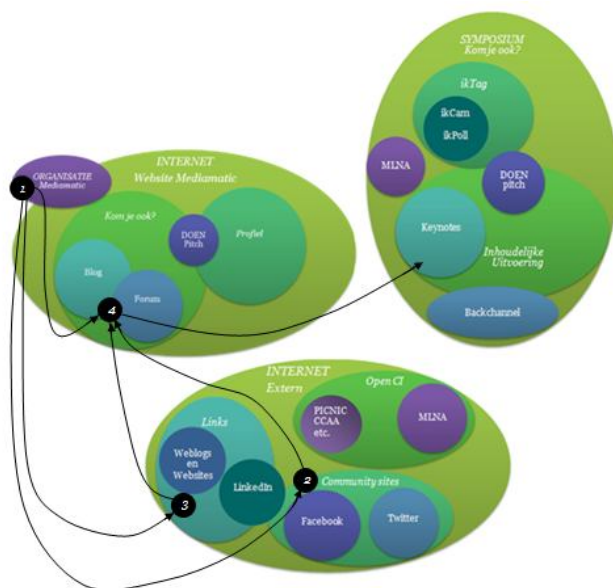 SYMPOSIUM
Kom je ook?
ikTag
ikCam
ikPoll
MLNA
DOEN
pitch
Keynotes
Inhoudelijke
Uitvoering
Backchannel
1
ORGANISATIE
Mediamatic
INTERNET
Website Mediamatic
Kom je ook?
DOEN
Pitch
Profiel
Blog
Forum
4
INTERNET
Extern
Open CI
PICNIC
CCAA
etc.
MLNA
Links
Weblogs
en
Websites
LinkedIn
2
Community sites
3
Facebook
Twitter